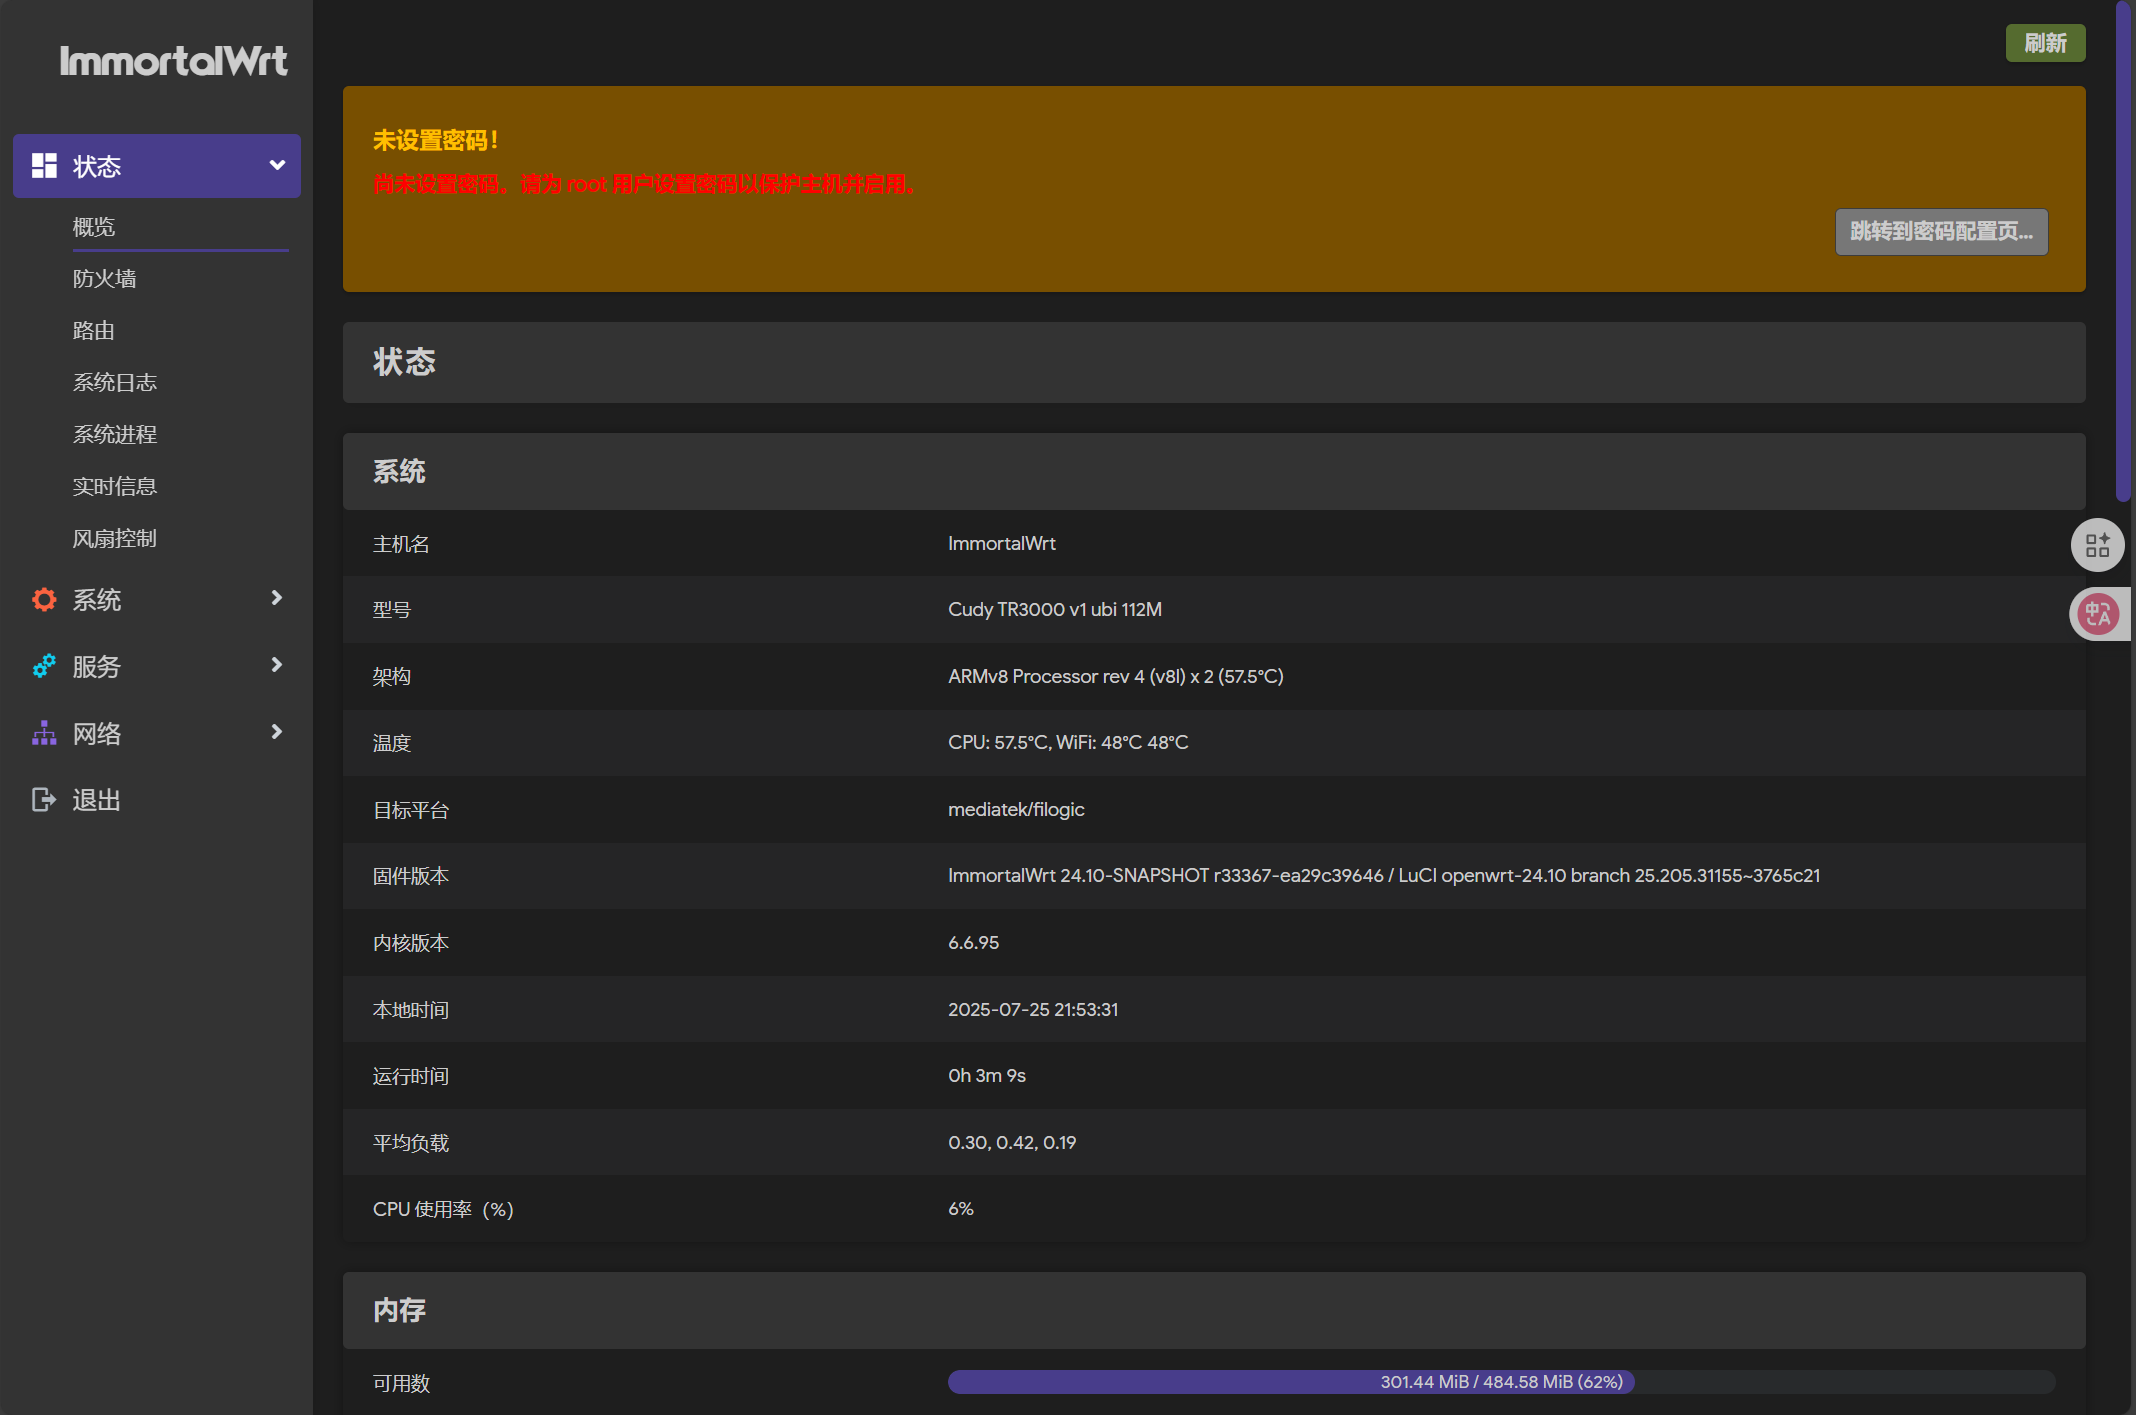 ImmortalWrt
状态
概览
防火墙
路由
系统日志
系统进程
实时信息
风扇控制
系统
服务
网络
退出
刷新
未设置密码！
尚未设置密码。请为 root 用户设置密码以保护主机并启用。
跳转到密码配置页...
状态
系统
主机名 ImmortalWrt
型号 Cudy TR3000 v1 ubi 112M
架构 ARMv8 Processor rev 4 (v8l) x 2 (57.5°C)
温度 CPU: 57.5°C, WiFi: 48°C 48°C
目标平台 mediatek/filogic
固件版本 ImmortalWrt 24.10-SNAPSHOT r33367-ea29c39646 / LuCI openwrt-24.10 branch 25.205.31155~3765c21
内核版本 6.6.95
本地时间 2025-07-25 21:53:31
运行时间 0h 3m 9s
平均负载 0.30, 0.42, 0.19
CPU 使用率（%） 6%
内存
可用数 301.44 MiB / 484.58 MiB (62%)